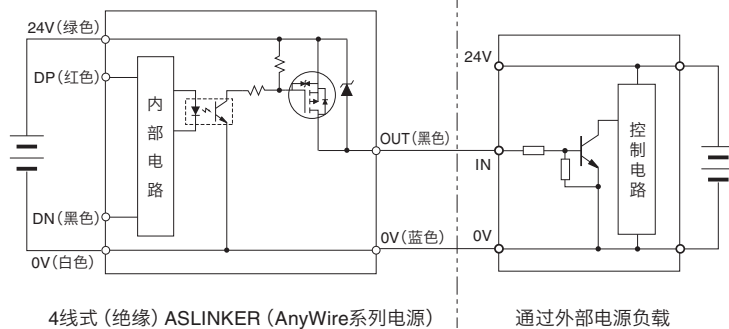 24V(绿色)
DP(红色)
内部电路
DN(黑色)
0V(白色)
OUT(黑色)
0V(蓝色)
24V
IN
0V
控制电路
4线式(绝缘)ASLINKER(AnyWire系列电源)
通过外部电源负载